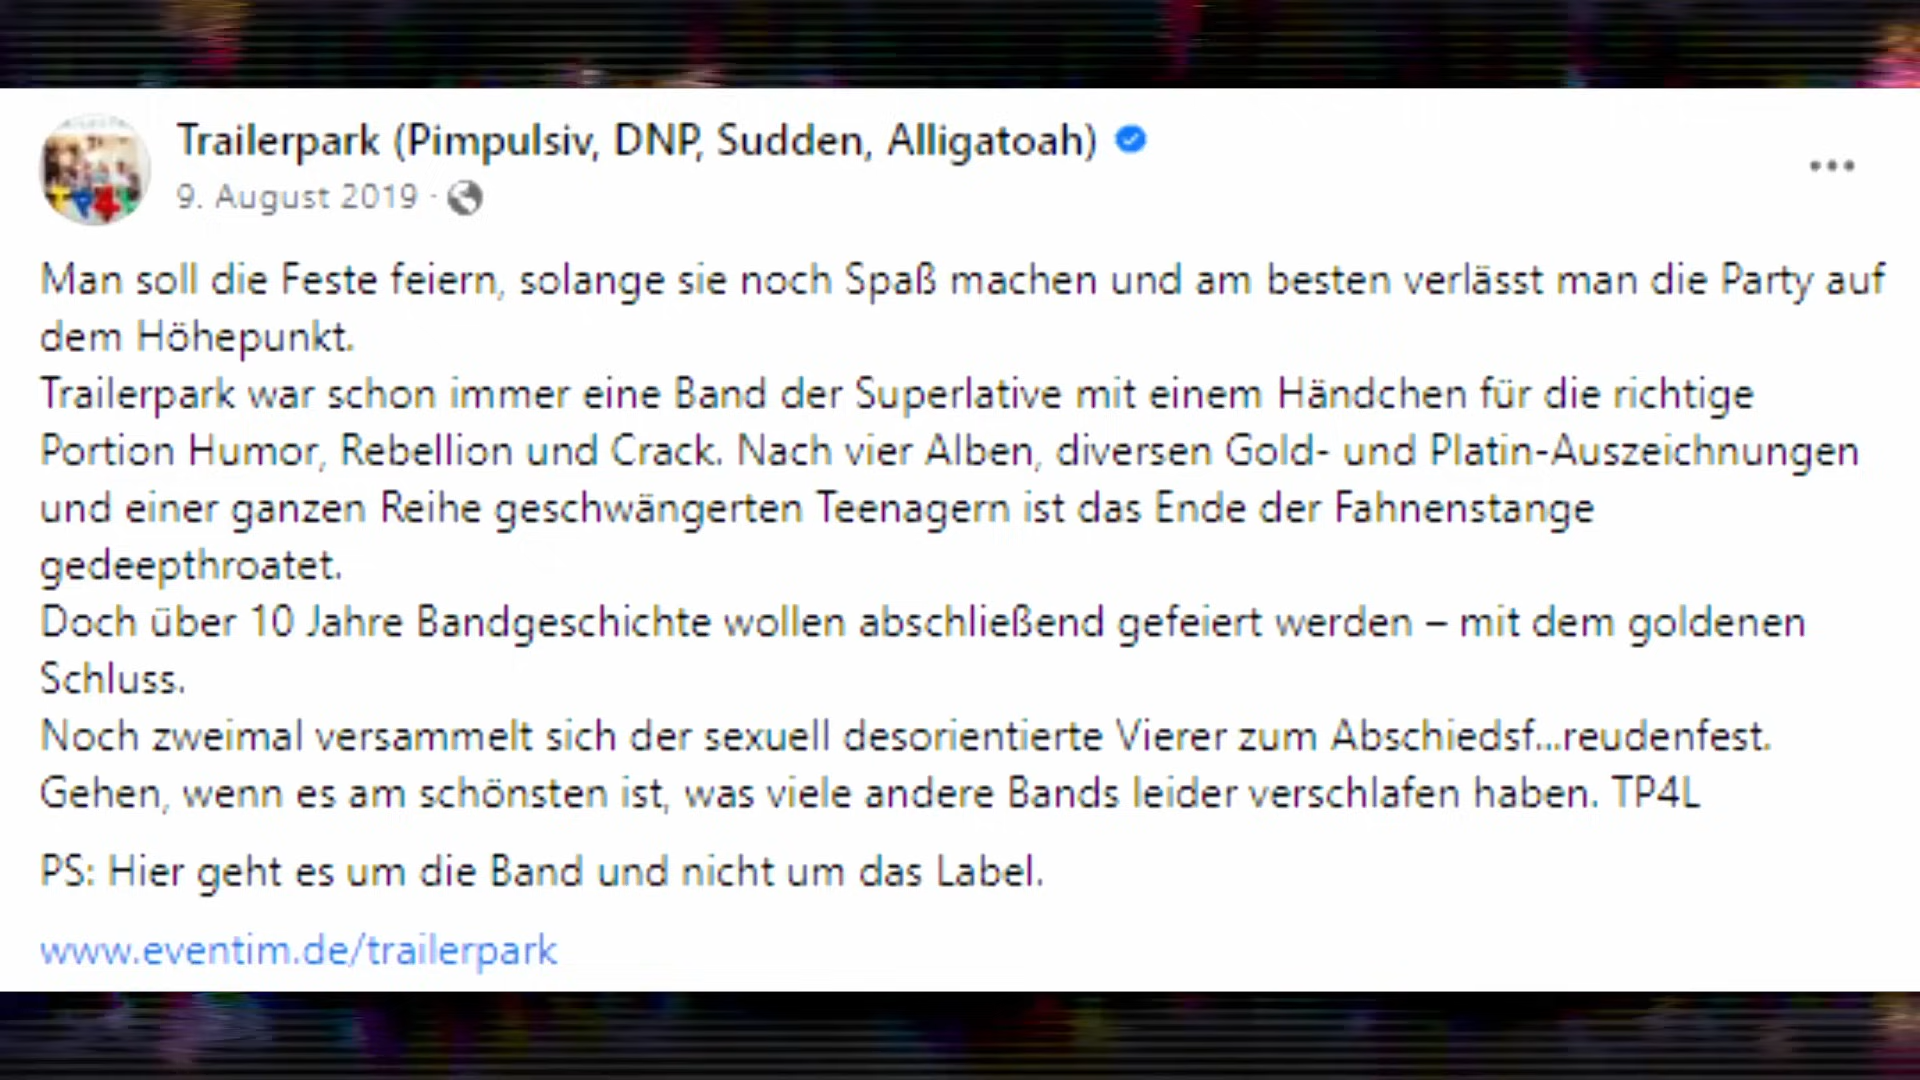 Trailerpark (Pimpulsiv, DNP, Sudden, Alligatoah)
9. August 2019 ·
Man soll die Feste feiern, solange sie noch Spaß machen und am besten verlässt man die Party auf
dem Höhepunkt.
Trailerpark war schon immer eine Band der Superlative mit einem Händchen für die richtige
Portion Humor, Rebellion und Crack. Nach vier Alben, diversen Gold- und Platin-Auszeichnungen
und einer ganzen Reihe geschwängerten Teenagern ist das Ende der Fahnenstange
gedeepthroatet.
Doch über 10 Jahre Bandgeschichte wollen abschließend gefeiert werden – mit dem goldenen
Schluss.
Noch zweimal versammelt sich der sexuell desorientierte Vierer zum Abschiedsf...reudenfest.
Gehen, wenn es am schönsten ist, was viele andere Bands leider verschlafen haben. TP4L
PS: Hier geht es um die Band und nicht um das Label.
www.eventim.de/trailerpark